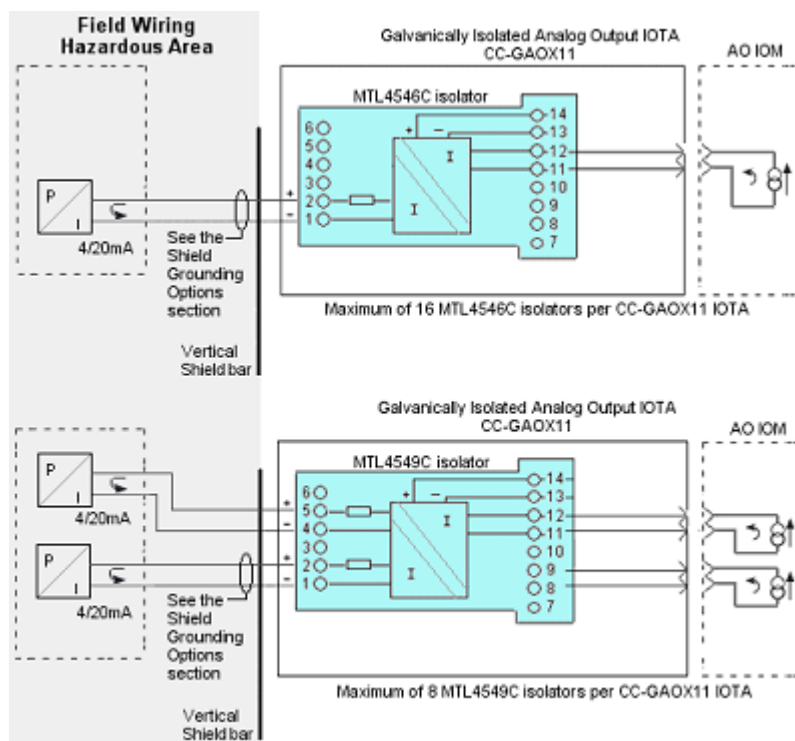 Field Wiring
Hazardous Area
Galvanically Isolated Analog Output IOTA
CC-GAOX11
AO IOM
MTL4546C isolator
6
5
4
3
2
1
+
−
+ −
I
I
14
13
12
11
10
9
8
7
P
I
4/20mA
See the
Shield
Grounding
Options
section
Maximum of 16 MTL4546C isolators per CC-GAOX11 IOTA
Vertical
Shield bar
Galvanically Isolated Analog Output IOTA
CC-GAOX11
AO IOM
MTL4549C isolator
6
5
4
3
2
1
+
−
+
−
+ −
I
I
14
13
12
11
10
9
8
7
P
I
4/20mA
P
I
4/20mA
See the
Shield
Grounding
Options
section
Maximum of 8 MTL4549C isolators per CC-GAOX11 IOTA
Vertical
Shield bar